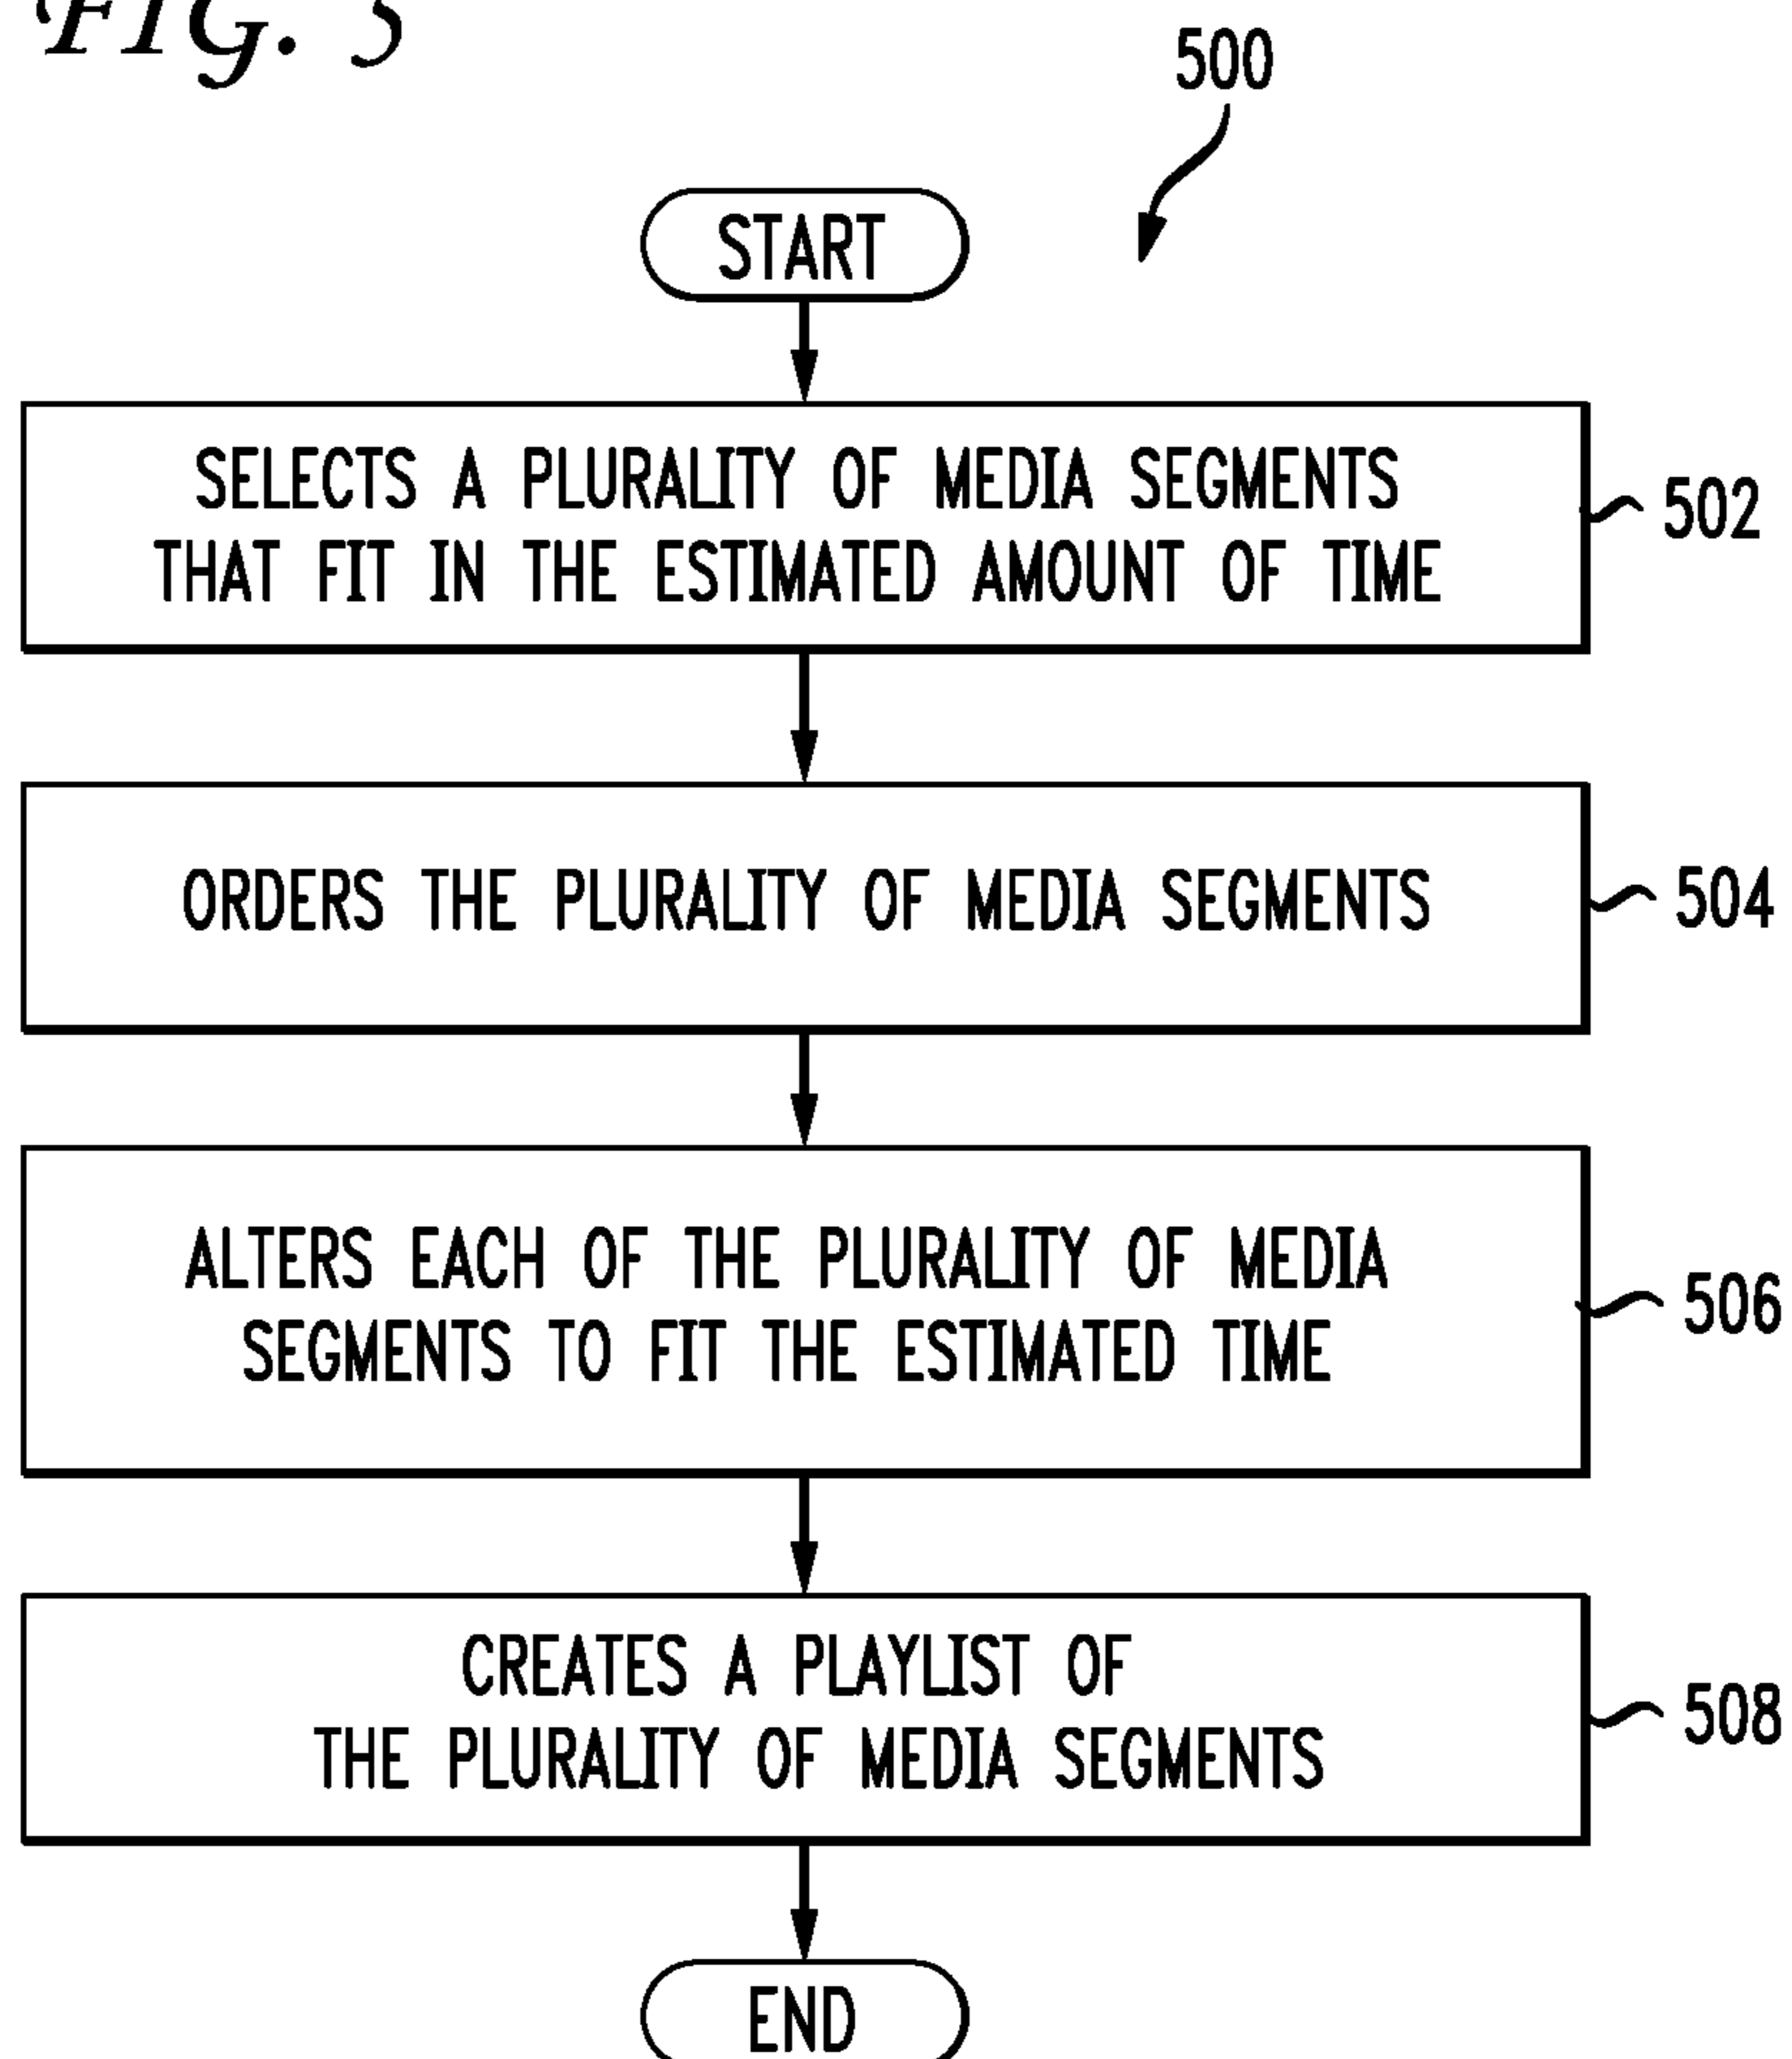 FIG. 5
500
START
SELECTS A PLURALITY OF MEDIA SEGMENTS
THAT FIT IN THE ESTIMATED AMOUNT OF TIME
502
ORDERS THE PLURALITY OF MEDIA SEGMENTS
504
ALTERS EACH OF THE PLURALITY OF MEDIA
SEGMENTS TO FIT THE ESTIMATED TIME
506
CREATES A PLAYLIST OF
THE PLURALITY OF MEDIA SEGMENTS
508
END